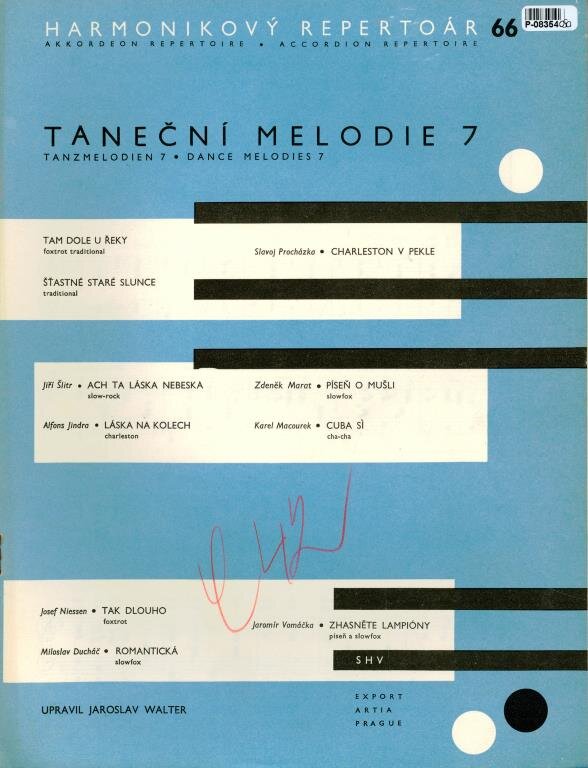 HARMONIKOVÝ REPERTOÁR 66
AKKORDEON REPERTOIRE • ACCORDION REPERTOIRE
TANEČNÍ MELODIE 7
TANZMELODIEN 7 • DANCE MELODIES 7
TAM DOLE U ŘEKY
foxtrot traditional
Slavoj Procházka • CHARLESTON V PEKLE
ŠŤASTNÉ STARÉ SLUNCE
traditional
Jiří Šlitr • ACH TA LÁSKA NEBESKA
slow-rock
Zdeněk Marat • PÍSEŇ O MUŠLI
slowfox
Alfons Jindra • LÁSKA NA KOLECH
charleston
Karel Macourek • CUBA SÌ
cha-cha
Josef Niessen • TAK DLOUHO
foxtrot
Jaromír Vomáčka • ZHASNĚTE LAMPIÓNY
píseň a slowfox
Miloslav Ducháč • ROMANTICKÁ
slowfox
SHV
UPRAVIL JAROSLAV WALTER
EXPORT
ARTIA
PRAGUE